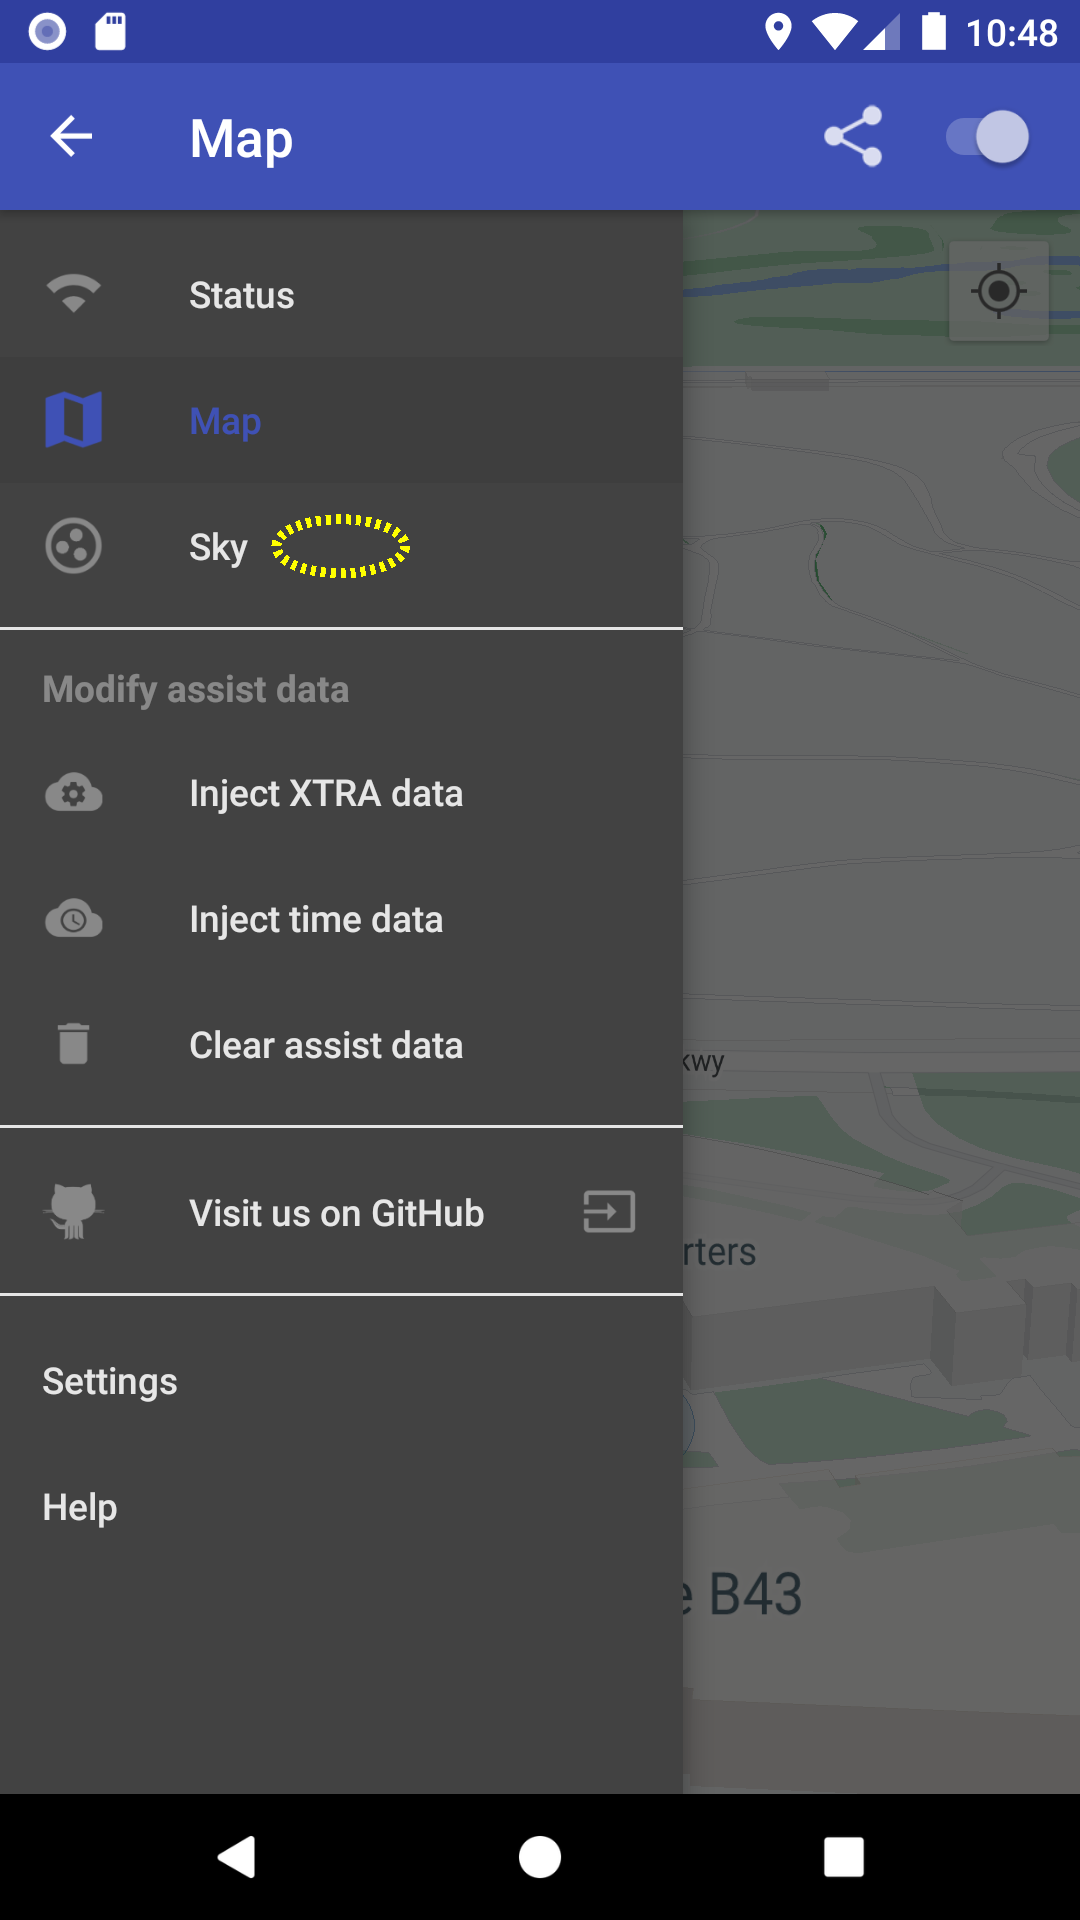 10:48
Map
Status
Map
Sky
Modify assist data
Inject XTRA data
Inject time data
Clear assist data
kwy
Visit us on GitHub
rters
Settings
Help
e B43